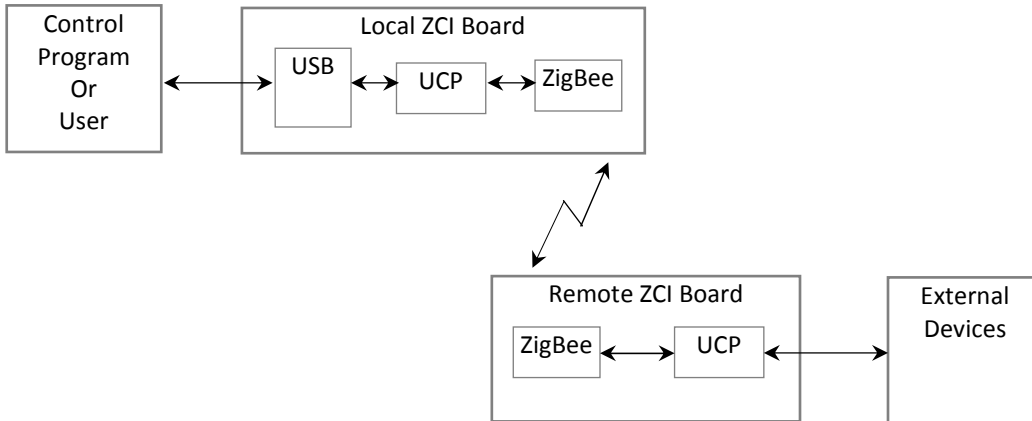 Control
Program
Or
User
Local ZCI Board
USB
UCP
ZigBee
Remote ZCI Board
ZigBee
UCP
External
Devices